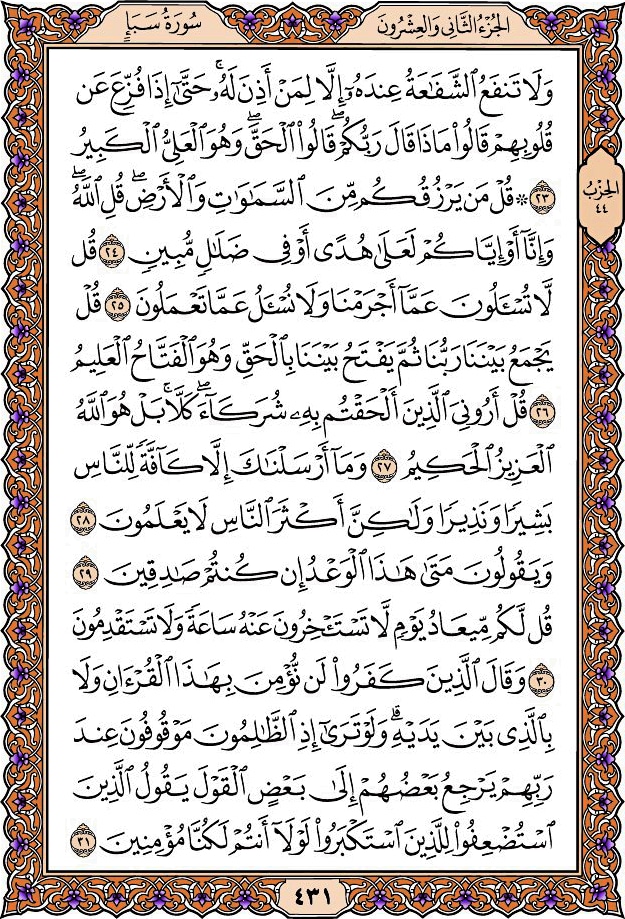 الجُزْءُ الثَّانِي وَالعِشْرُونَ
سُورَةُ سَبَإٍ
وَلَا تَنفَعُ ٱلشَّفَٰعَةُ عِندَهُۥٓ إِلَّا لِمَنْ أَذِنَ لَهُۥۚ حَتَّىٰٓ إِذَا فُزِّعَ عَن
قُلُوبِهِمْ قَالُوا۟ مَاذَا قَالَ رَبُّكُمْۖ قَالُوا۟ ٱلْحَقَّۖ وَهُوَ ٱلْعَلِىُّ ٱلْكَبِيرُ
٢٣ ۞ قُلْ مَن يَرْزُقُكُم مِّنَ ٱلسَّمَٰوَٰتِ وَٱلْأَرْضِۖ قُلِ ٱللَّهُۖ
وَإِنَّآ أَوْ إِيَّاكُمْ لَعَلَىٰ هُدًى أَوْ فِى ضَلَٰلٍ مُّبِينٍ ٢٤ قُل
لَّا تُسْـَٔلُونَ عَمَّآ أَجْرَمْنَا وَلَا نُسْـَٔلُ عَمَّا تَعْمَلُونَ ٢٥ قُلْ
يَجْمَعُ بَيْنَنَا رَبُّنَا ثُمَّ يَفْتَحُ بَيْنَنَا بِٱلْحَقِّ وَهُوَ ٱلْفَتَّاحُ ٱلْعَلِيمُ
٢٦ قُلْ أَرُونِىَ ٱلَّذِينَ أَلْحَقْتُم بِهِۦ شُرَكَآءَۖ كَلَّاۚ بَلْ هُوَ ٱللَّهُ
ٱلْعَزِيزُ ٱلْحَكِيمُ ٢٧ وَمَآ أَرْسَلْنَٰكَ إِلَّا كَآفَّةً لِّلنَّاسِ
بَشِيرًا وَنَذِيرًا وَلَٰكِنَّ أَكْثَرَ ٱلنَّاسِ لَا يَعْلَمُونَ ٢٨
وَيَقُولُونَ مَتَىٰ هَٰذَا ٱلْوَعْدُ إِن كُنتُمْ صَٰدِقِينَ ٢٩
قُل لَّكُم مِّيعَادُ يَوْمٍ لَّا تَسْتَـْٔخِرُونَ عَنْهُ سَاعَةً وَلَا تَسْتَقْدِمُونَ
٣٠ وَقَالَ ٱلَّذِينَ كَفَرُوا۟ لَن نُّؤْمِنَ بِهَٰذَا ٱلْقُرْءَانِ وَلَا
بِٱلَّذِى بَيْنَ يَدَيْهِۗ وَلَوْ تَرَىٰٓ إِذِ ٱلظَّٰلِمُونَ مَوْقُوفُونَ عِندَ
رَبِّهِمْ يَرْجِعُ بَعْضُهُمْ إِلَىٰ بَعْضٍ ٱلْقَوْلَ يَقُولُ ٱلَّذِينَ
ٱسْتُضْعِفُوا۟ لِلَّذِينَ ٱسْتَكْبَرُوا۟ لَوْلَآ أَنتُمْ لَكُنَّا مُؤْمِنِينَ ٣١
الحِزْبُ
٤٤
٤٣١